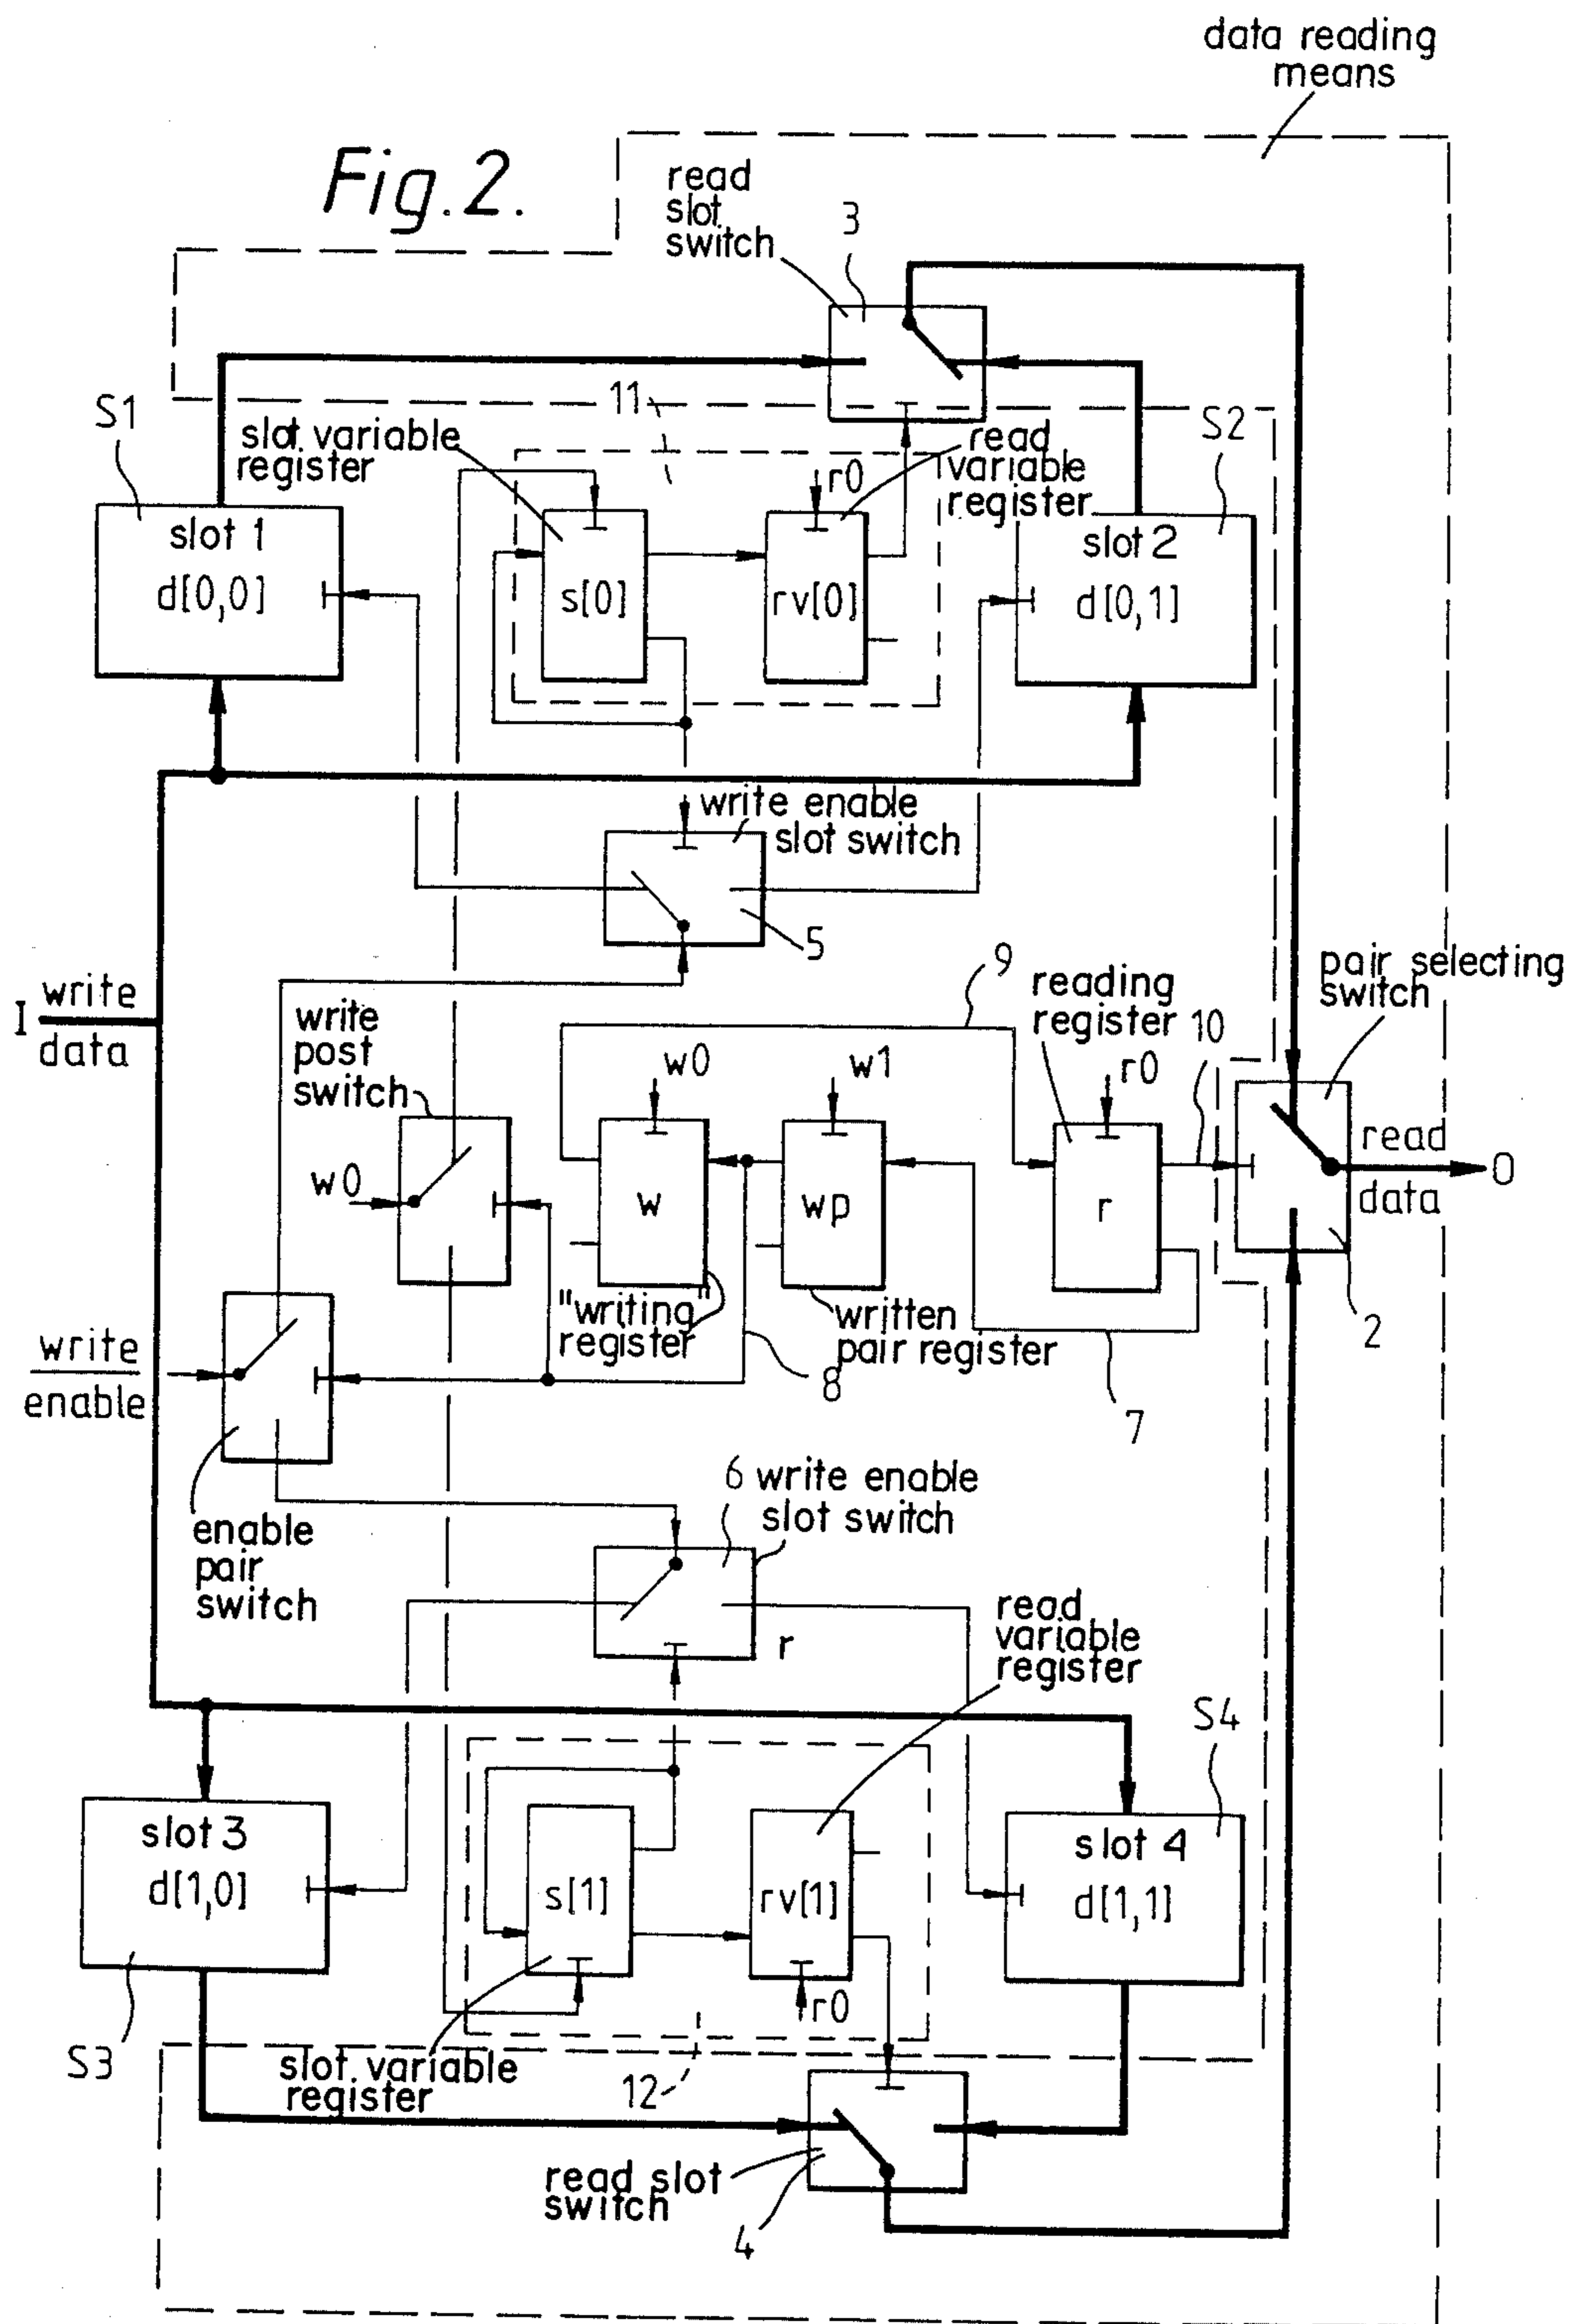 data reading
means
Fig. 2.
read
slot
switch
3
11
S1
slot variable
register
read
variable
register
S2
r0
slot 1
d[0,0]
s[0]
rv[0]
slot 2
d[0,1]
write enable
slot switch
5
I write
data
write
post
switch
9
reading
register
10
pair selecting
switch
w0
w1
r0
w0
w
wp
r
read
data
O
2
"writing"
register
written
pair register
8
7
write
enable
enable
pair
switch
6 write enable
slot switch
r
read
variable
register
S4
slot 3
d[1,0]
s[1]
rv[1]
slot 4
d[1,1]
r0
S3
slot variable
register
12
read slot
switch
4